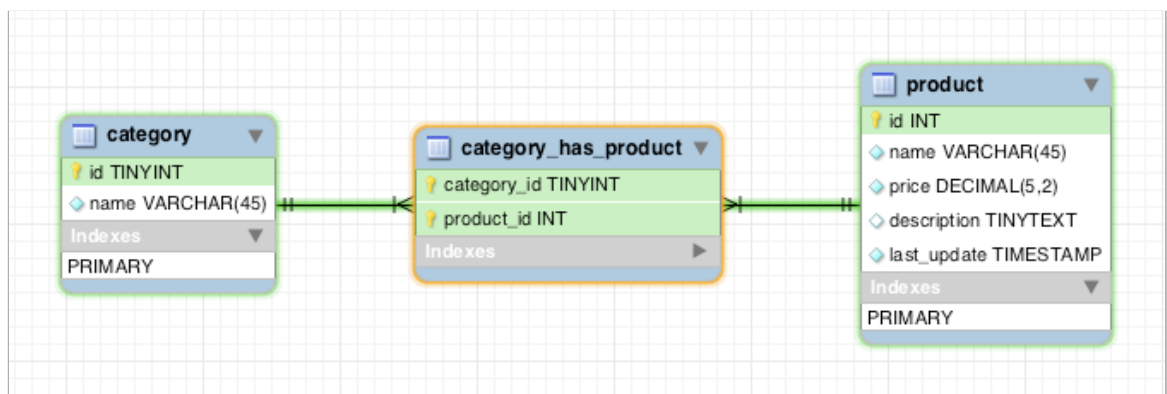 category
id TINYINT
name VARCHAR(45)
Indexes
PRIMARY
category_has_product
category_id TINYINT
product_id INT
Indexes
product
id INT
name VARCHAR(45)
price DECIMAL(5,2)
description TINYTEXT
last_update TIMESTAMP
Indexes
PRIMARY